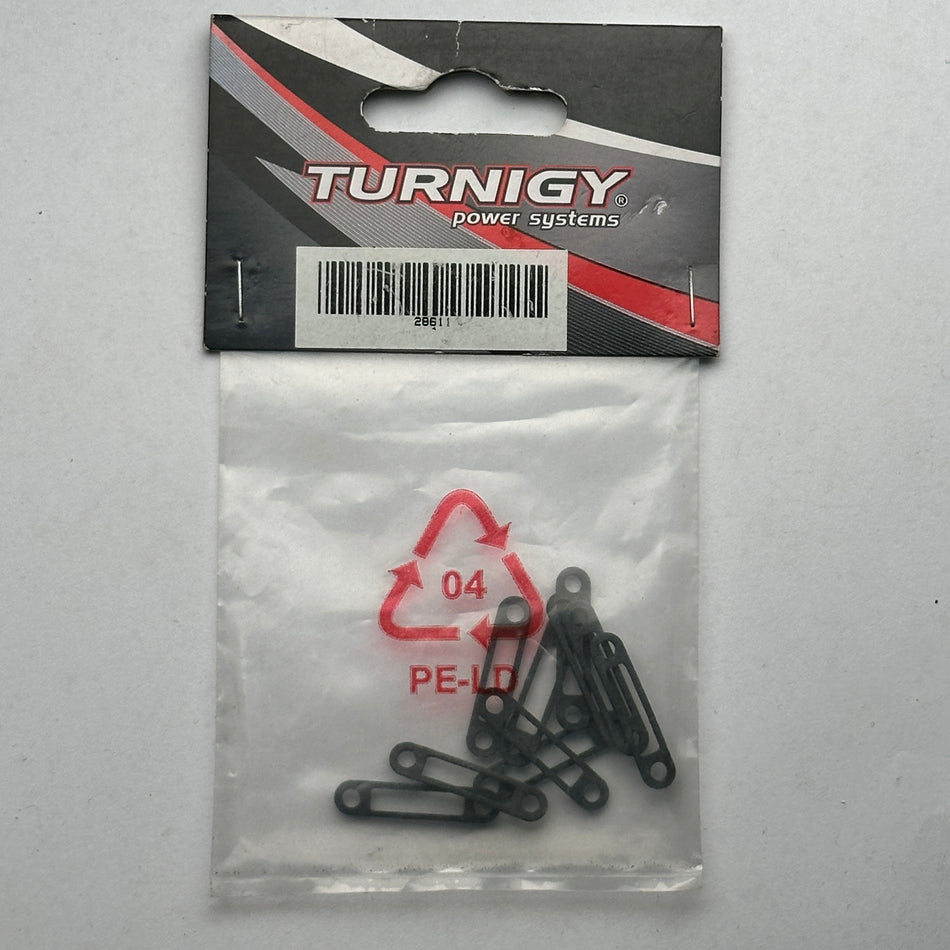 TURNIGY®
power systems
28611
04
PE-LD